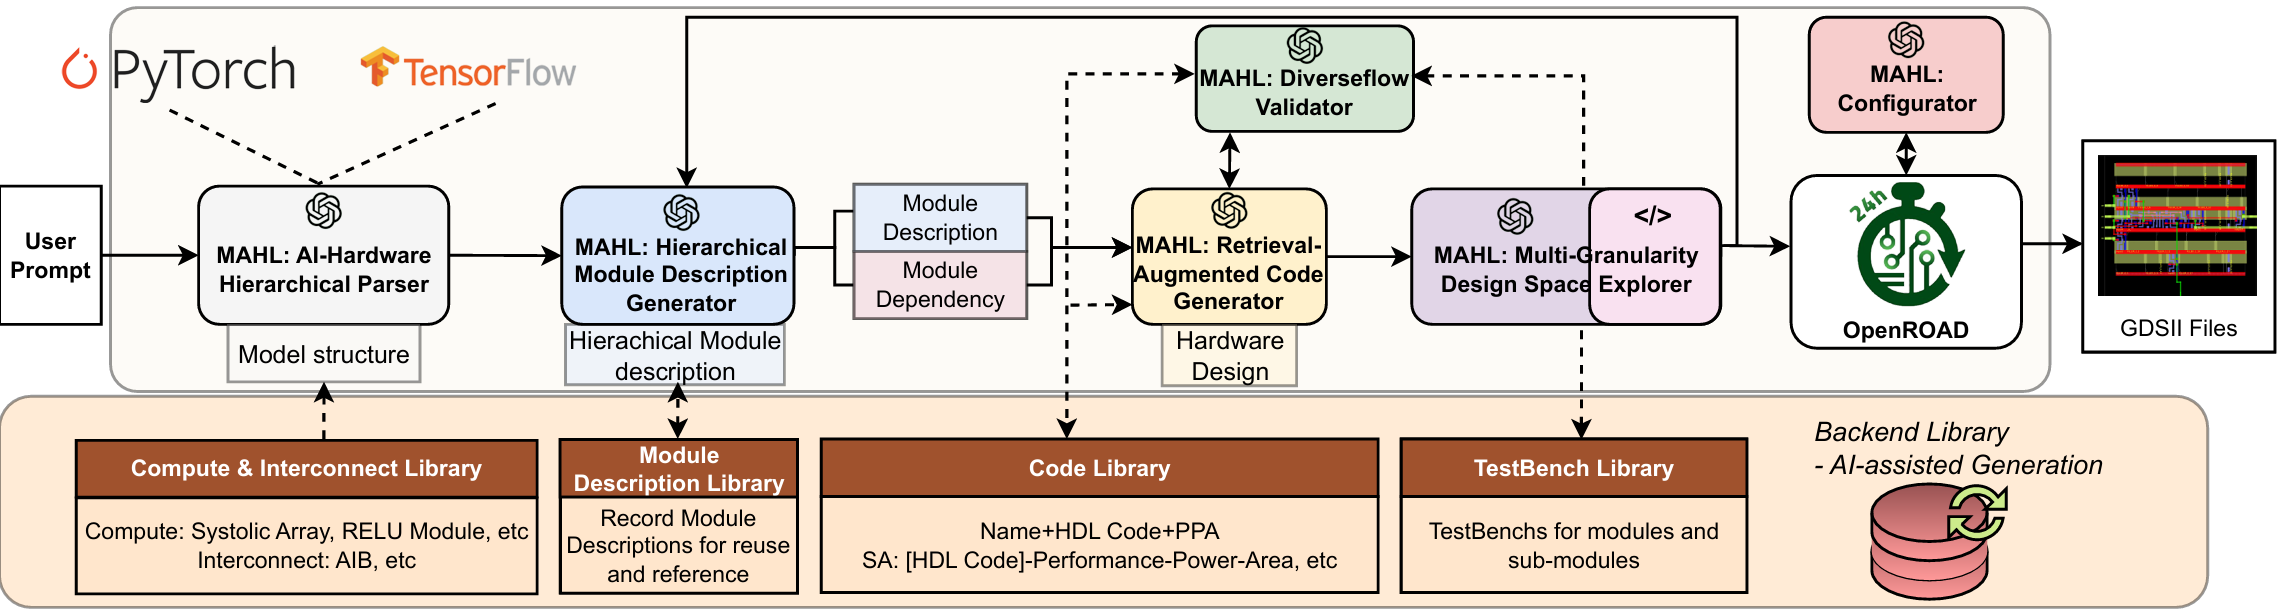 PyTorch
TensorFlow
User
Prompt
MAHL: AI-Hardware
Hierarchical Parser
Model structure
MAHL: Hierarchical
Module Description
Generator
Hierachical Module
description
Module
Description
Module
Dependency
MAHL: Diverseflow
Validator
MAHL: Retrieval-
Augmented Code
Generator
Hardware
Design
</>
MAHL: Multi-Granularity
Design Space Explorer
MAHL:
Configurator
24h
OpenROAD
GDSII Files
Compute & Interconnect Library
Compute: Systolic Array, RELU Module, etc
Interconnect: AIB, etc
Module
Description Library
Record Module
Descriptions for reuse
and reference
Code Library
Name+HDL Code+PPA
SA: [HDL Code]-Performance-Power-Area, etc
TestBench Library
TestBenchs for modules and
sub-modules
Backend Library
- AI-assisted Generation